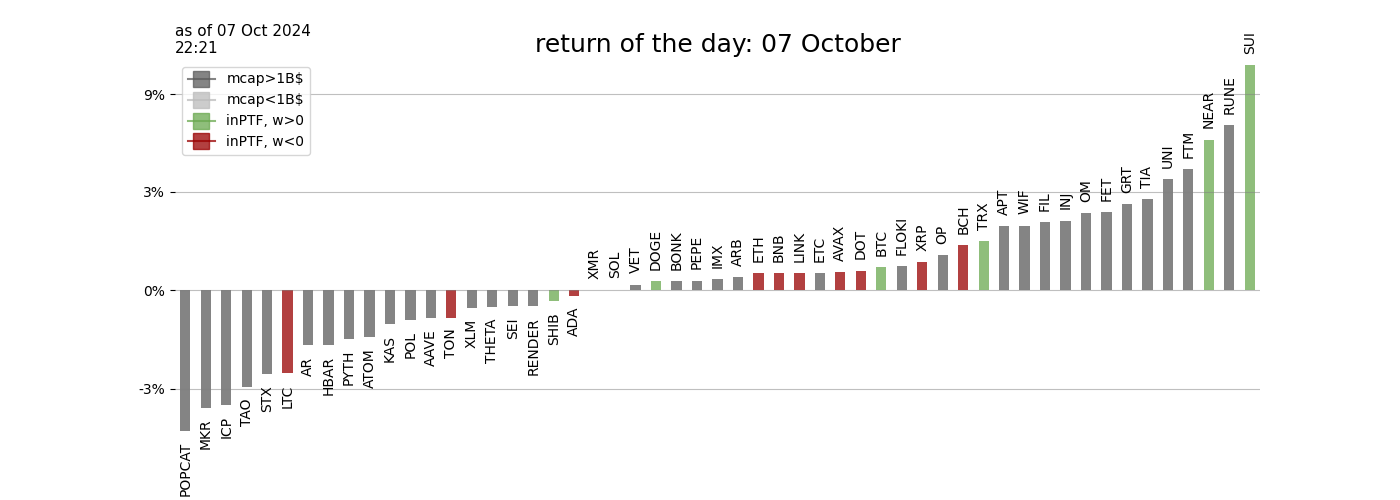 as of 07 Oct 2024
22:21
return of the day: 07 October
mcap>1B$
mcap<1B$
inPTF, w>0
inPTF, w<0
9%
3%
0%
-3%
POPCAT
MKR
ICP
TAO
STX
LTC
AR
HBAR
PYTH
ATOM
KAS
POL
AAVE
TON
XLM
THETA
SEI
RENDER
SHIB
ADA
XMR
SOL
VET
DOGE
BONK
PEPE
IMX
ARB
ETH
BNB
LINK
ETC
AVAX
DOT
BTC
FLOKI
XRP
OP
BCH
TRX
APT
WIF
FIL
INJ
OM
FET
GRT
TIA
UNI
FTM
NEAR
RUNE
SUI